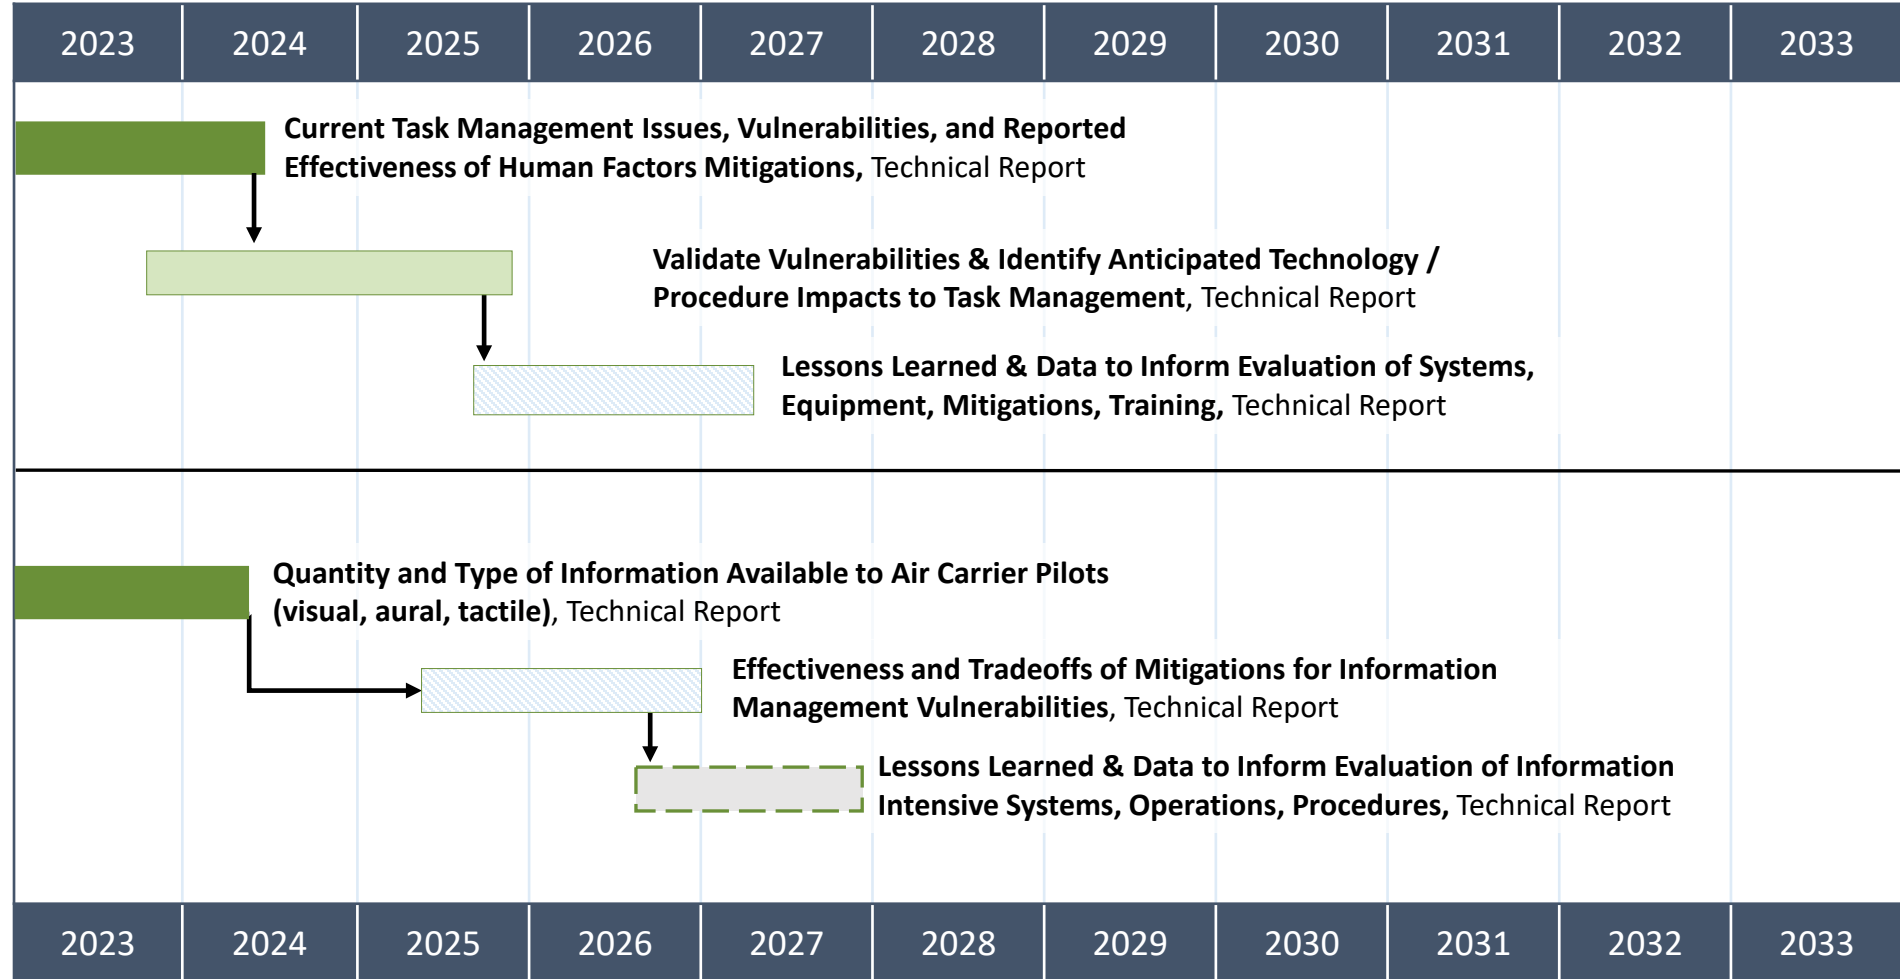 2023 2024 2025 2026 2027 2028 2029 2030 2031 2032 2033
Current Task Management Issues, Vulnerabilities, and Reported
Effectiveness of Human Factors Mitigations, Technical Report
Validate Vulnerabilities & Identify Anticipated Technology /
Procedure Impacts to Task Management, Technical Report
Lessons Learned & Data to Inform Evaluation of Systems,
Equipment, Mitigations, Training, Technical Report
Quantity and Type of Information Available to Air Carrier Pilots
(visual, aural, tactile), Technical Report
Effectiveness and Tradeoffs of Mitigations for Information
Management Vulnerabilities, Technical Report
Lessons Learned & Data to Inform Evaluation of Information
Intensive Systems, Operations, Procedures, Technical Report
2023 2024 2025 2026 2027 2028 2029 2030 2031 2032 2033